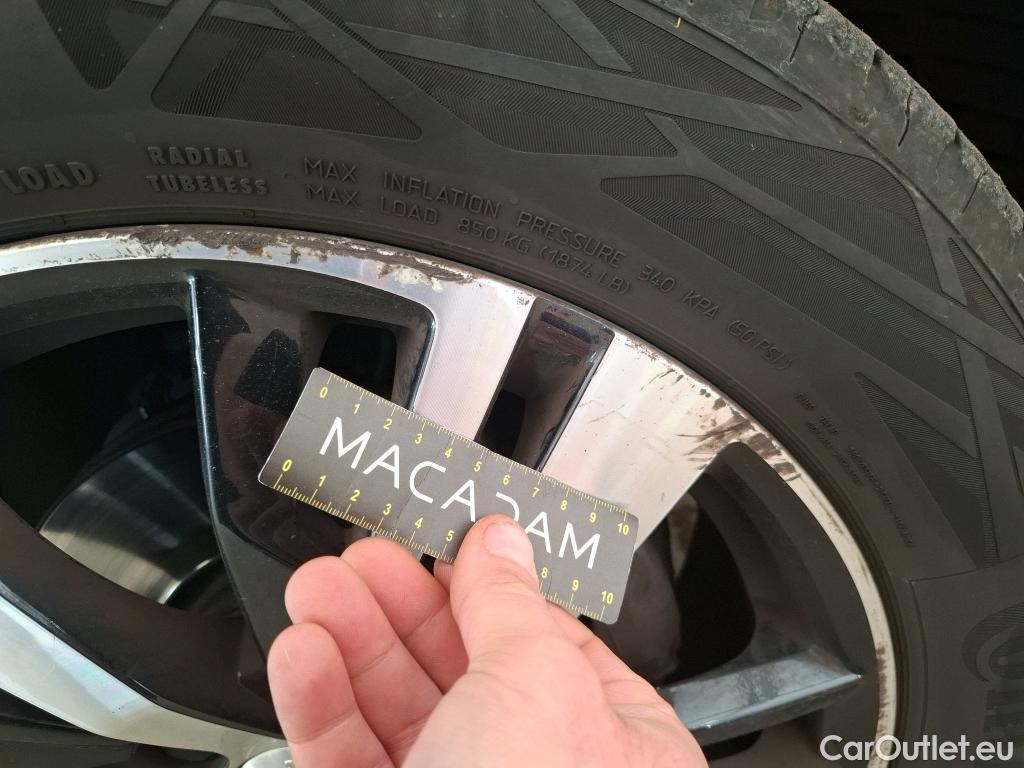 LOAD
RADIAL
TUBELESS
MAX INFLATION PRESSURE 340 KPA (50 PSI)
MAX LOAD 850 KG (1874 LB)
0 1 2 3 4 5 6 7 8 9 10
MACADAM
0 1 2 3 4 5 8 9 10
CarOutlet.eu